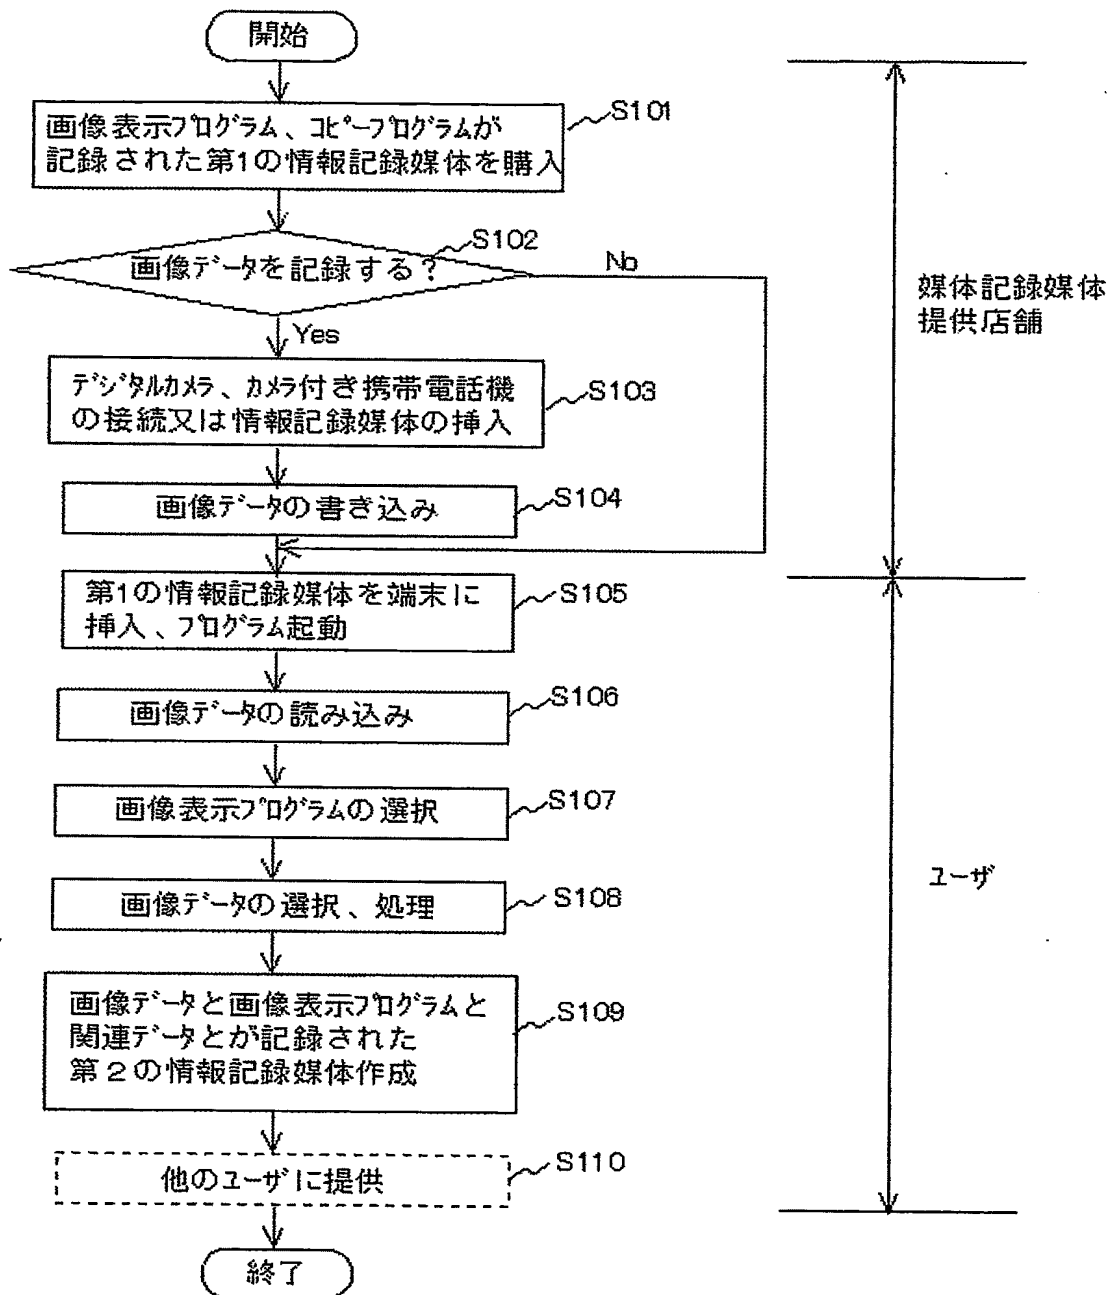 開始
画像表示プログラム、コピープログラムが
記録された第1の情報記録媒体を購入
S101
画像データを記録する?
S102
No
Yes
デジタルカメラ、カメラ付き携帯電話機
の接続又は情報記録媒体の挿入
S103
画像データの書き込み
S104
媒体記録媒体
提供店舗
第1の情報記録媒体を端末に
挿入、プログラム起動
S105
画像データの読み込み
S106
画像表示プログラムの選択
S107
画像データの選択、処理
S108
ユーザ
画像データと画像表示プログラムと
関連データとが記録された
第2の情報記録媒体作成
S109
他のユーザに提供
S110
終了